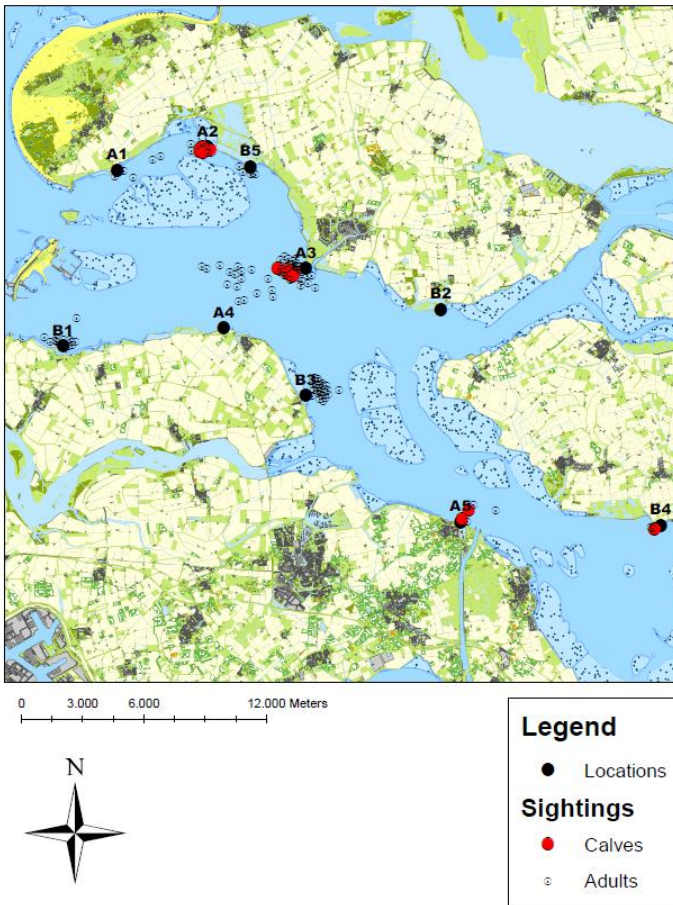 A2
A1
B5
A3
B2
A4
B1
B3
A5
B4
0
3.000
6.000
12.000 Meters
Legend
Locations
Sightings
Calves
Adults
N